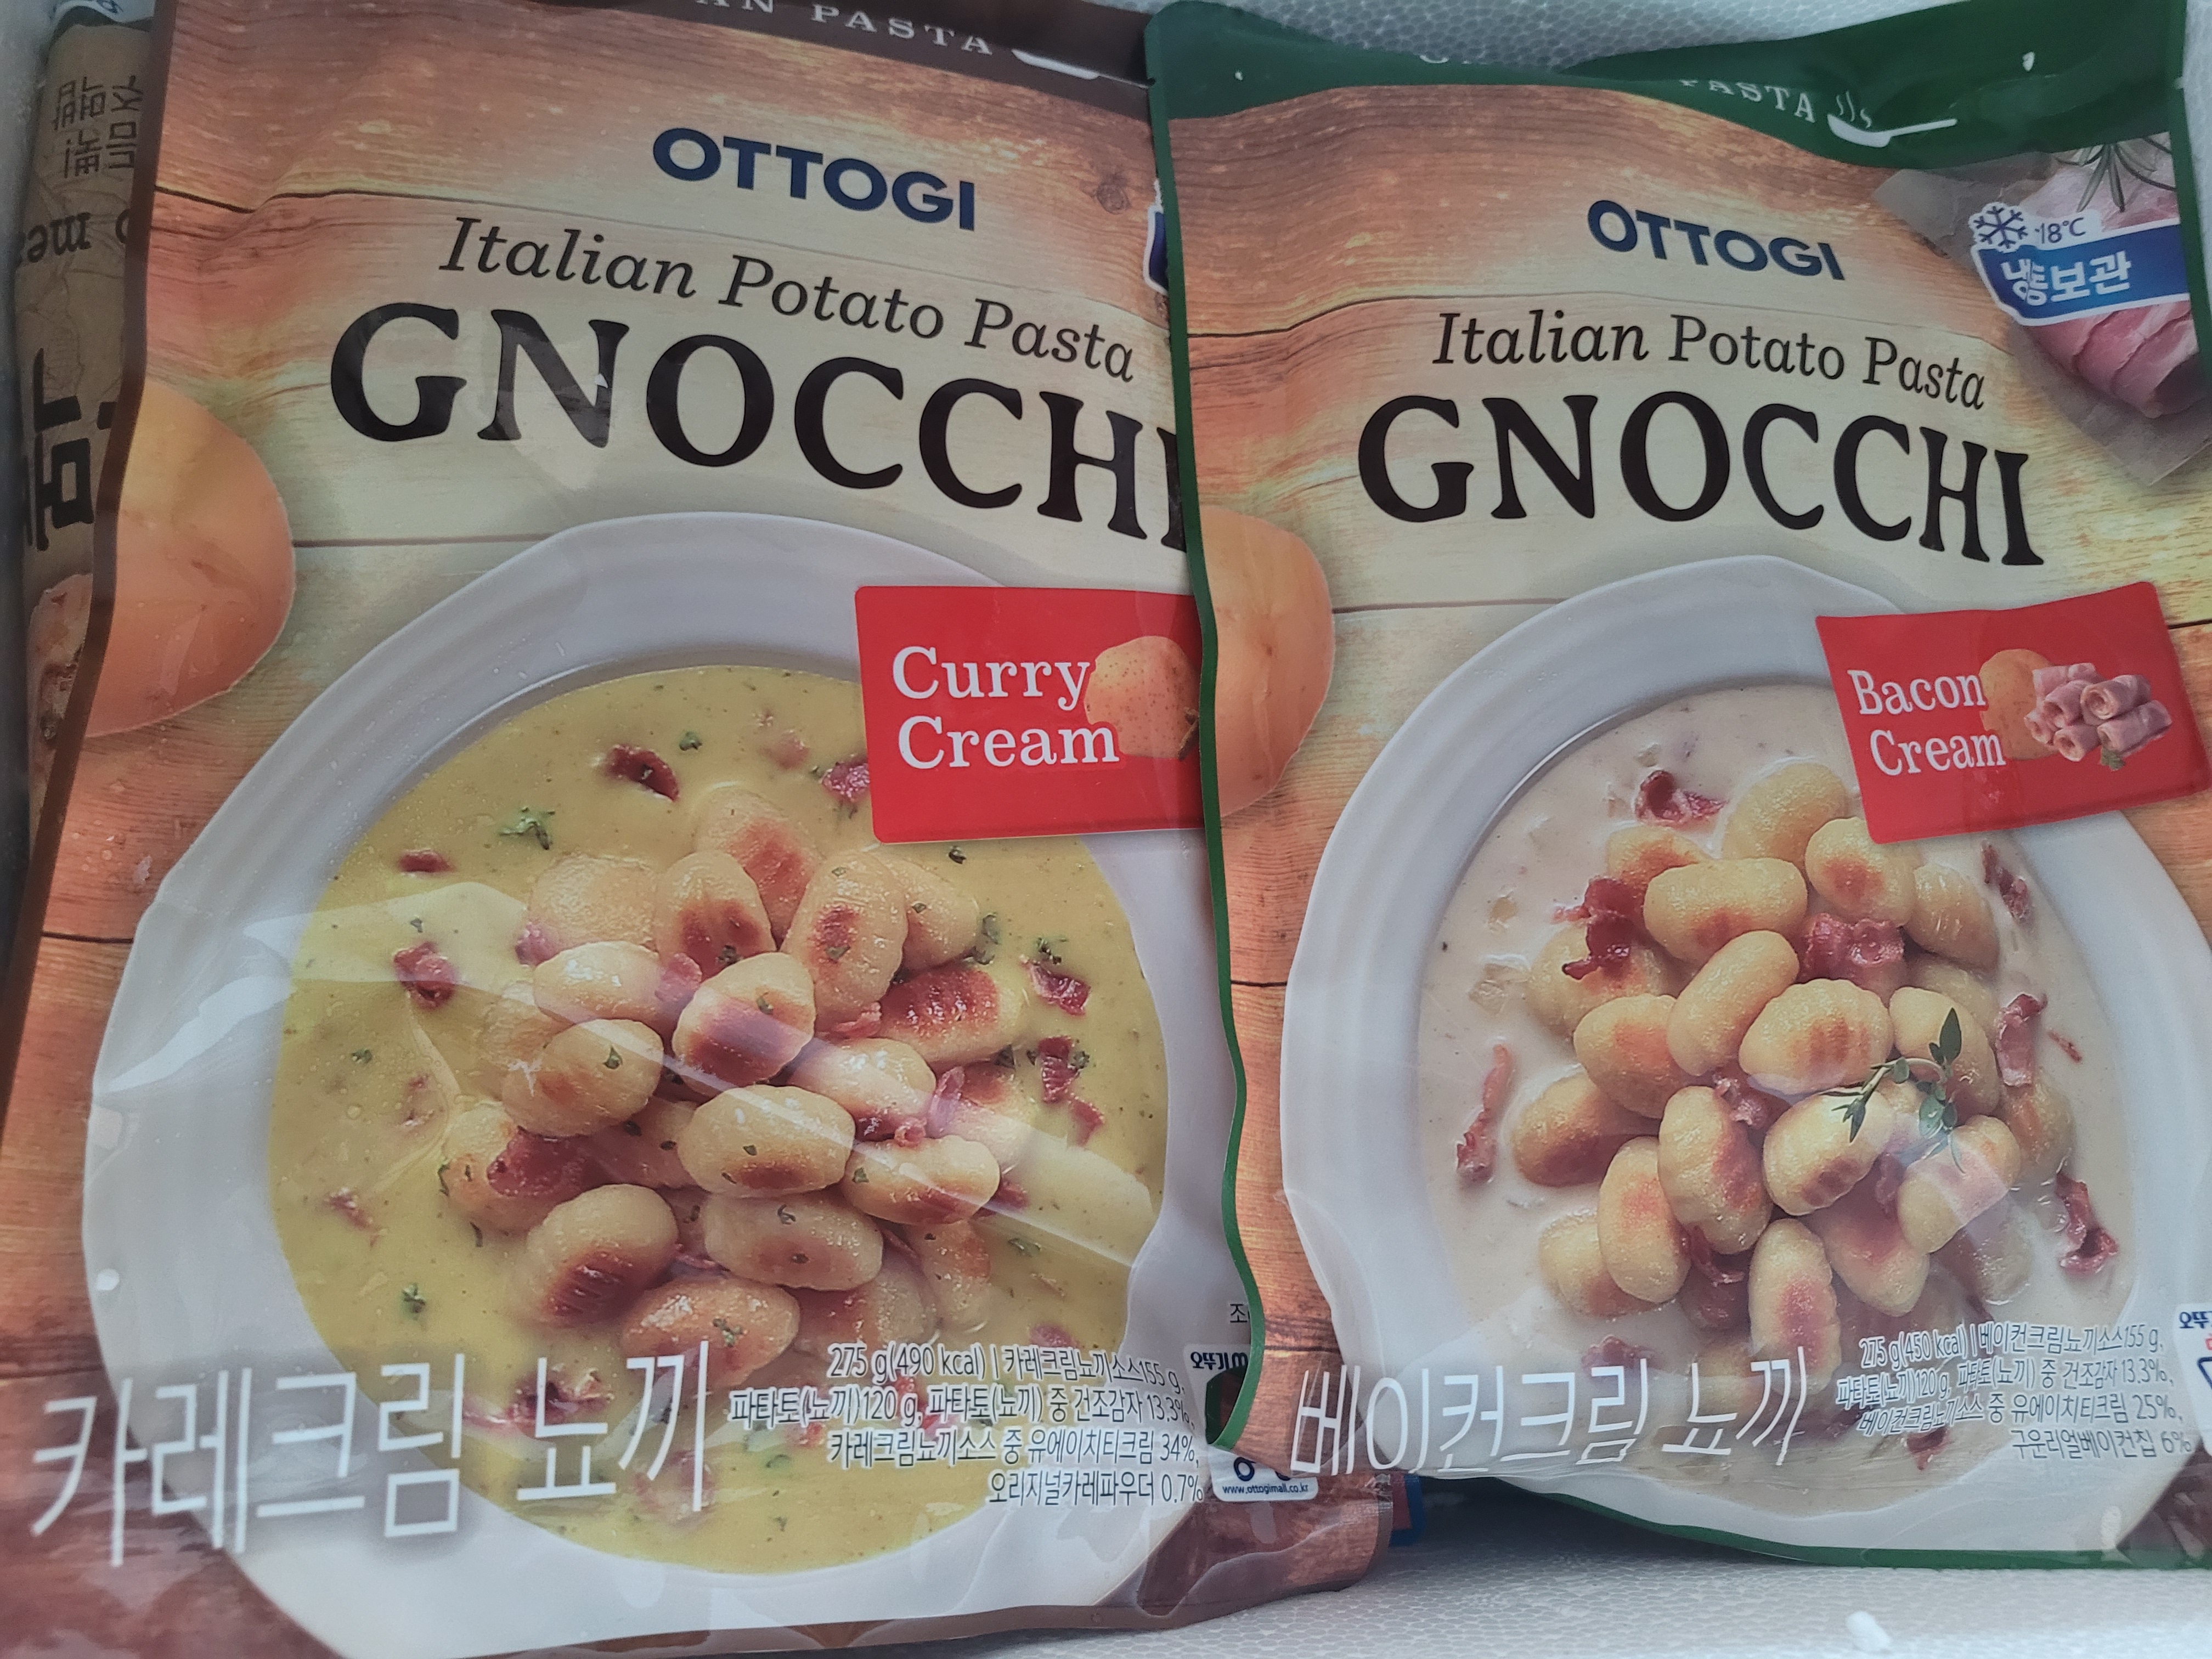 PASTA
OTTOGI
Italian Potato Pasta
GNOCCHI
Curry
Cream
카레크림 뇨끼
275 g(490 kcal) | 카레크림뇨끼소스155 g,
파타토(뇨끼)120 g, 파타토(뇨끼) 중 건조감자 13.3%,
카레크림뇨끼소스 중 유에이치티크림 34%,
오리지널카레파우더 0.7%
www.ottogimall.co.kr
PASTA
OTTOGI
-18℃
냉동보관
Italian Potato Pasta
GNOCCHI
Bacon
Cream
베이컨크림 뇨끼
275 g(450 kcal) | 베이컨크림뇨끼소스155 g,
파타토(뇨끼)120 g, 파타토(뇨끼) 중 건조감자 13.3%,
베이컨크림뇨끼소스 중 유에이치티크림 25%,
구운리얼베이컨칩 6%